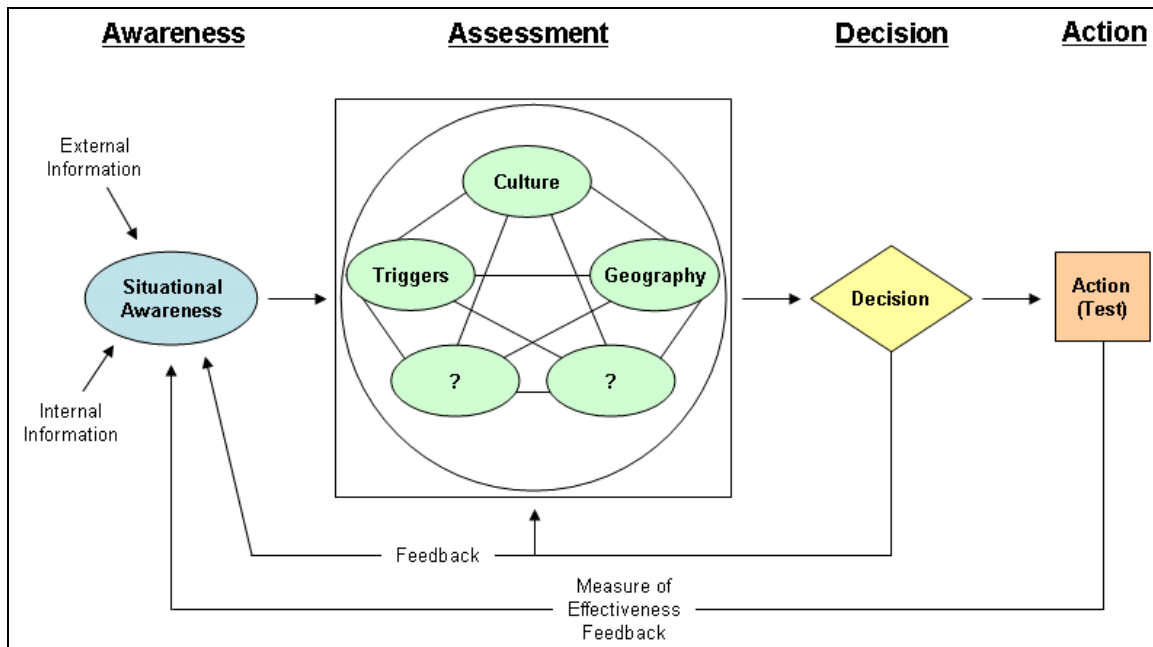 Awareness
Assessment
Decision
Action
External
Information
Culture
Triggers
Geography
Situational
Awareness
Decision
Action
(Test)
?
?
Internal
Information
Feedback
Measure of
Effectiveness
Feedback